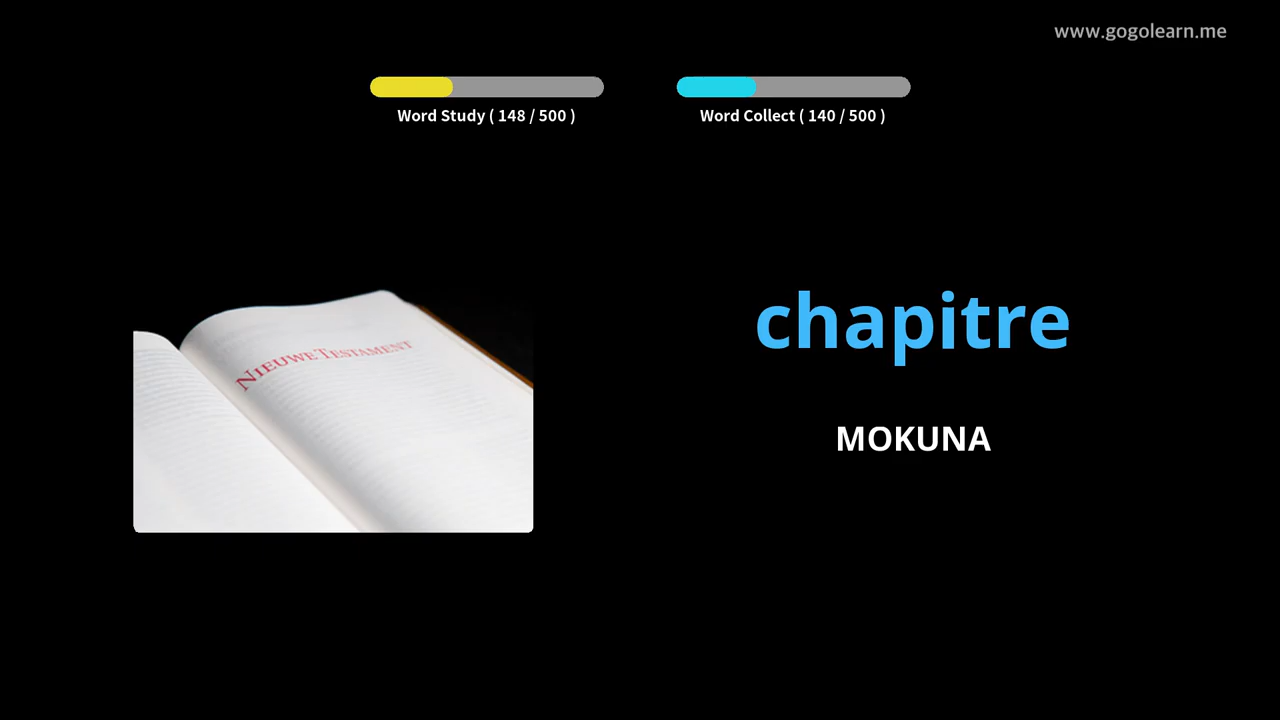 www.gogolearn.me
Word Study ( 148 / 500 )
Word Collect ( 140 / 500 )
chapitre
NIEUWE TESTAMENT
MOKUNA